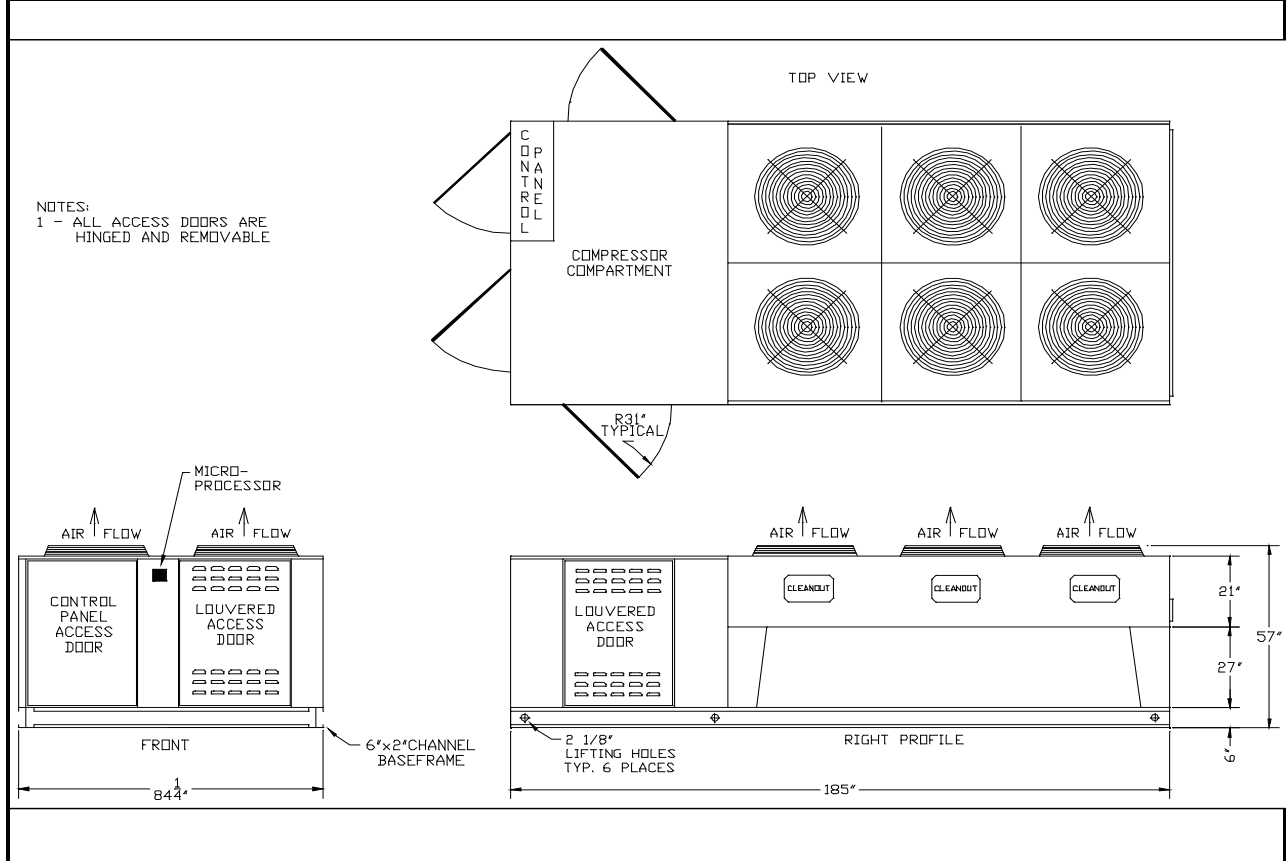 TOP VIEW
CONTROL
PANEL
NOTES:
1 - ALL ACCESS DOORS ARE
HINGED AND REMOVABLE
COMPRESSOR
COMPARTMENT
R31"
TYPICAL
MICRO-
PROCESSOR
AIR FLOW
AIR FLOW
AIR FLOW
AIR FLOW
AIR FLOW
CONTROL
PANEL
ACCESS
DOOR
LOUVERED
ACCESS
DOOR
LOUVERED
ACCESS
DOOR
CLEANOUT
CLEANOUT
CLEANOUT
21"
57"
27"
6"
FRONT
6"x2"CHANNEL
BASEFRAME
2 1/8"
LIFTING HOLES
TYP. 6 PLACES
RIGHT PROFILE
1
844"
185"